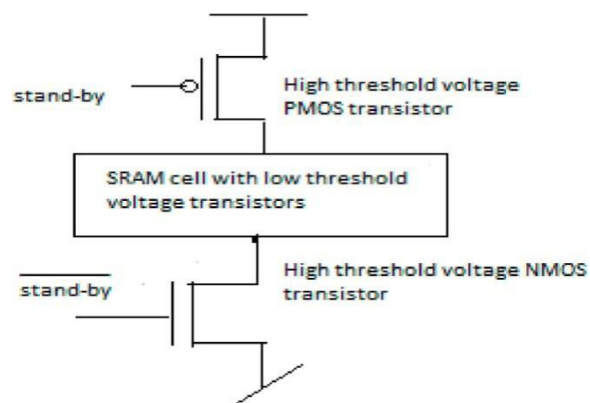 High threshold voltage
PMOS transistor
stand-by
SRAM cell with low threshold
voltage transistors
High threshold voltage NMOS
transistor
stand-by